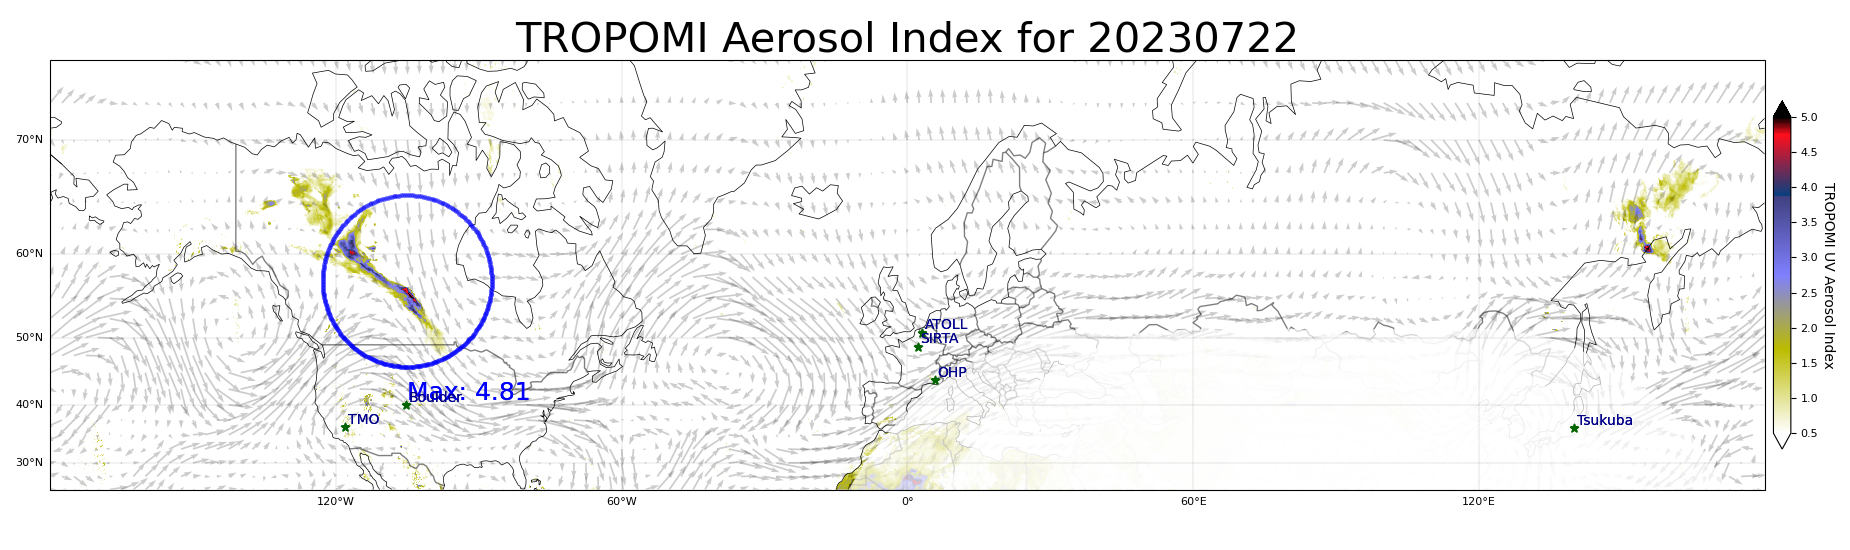 TROPOMI Aerosol Index for 20230722
70°N
60°N
50°N
40°N
30°N
120°W
60°W
0°
60°E
120°E
ATOLL
SIRTA
OHP
Max: 4.81
Boulder
TMO
Tsukuba
5.0
4.5
4.0
3.5
3.0
2.5
2.0
1.5
1.0
0.5
TROPOMI UV Aerosol Index